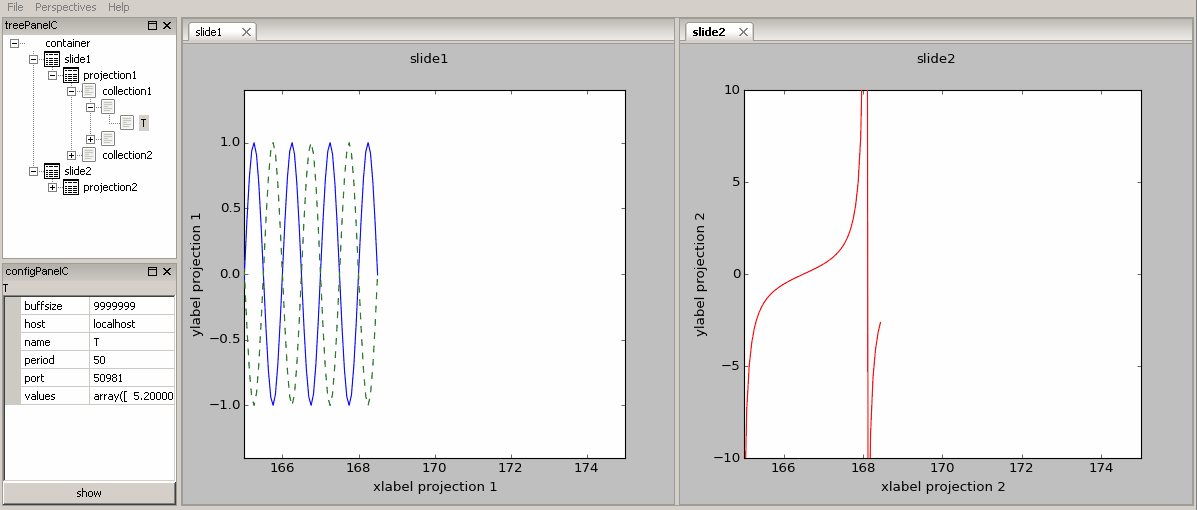 File Perspectives Help
treePanelC
container
slide1
projection1
collection1
T
collection2
slide2
projection2
configPanelC
T
buffsize 9999999
host localhost
name T
period 50
port 50981
values array([ 5.20000
show
slide1
slide1
1.0
0.5
0.0
−0.5
−1.0
ylabel projection 1
166 168 170 172 174
xlabel projection 1
slide2
slide2
10
5
0
−5
−10
ylabel projection 2
166 168 170 172 174
xlabel projection 2